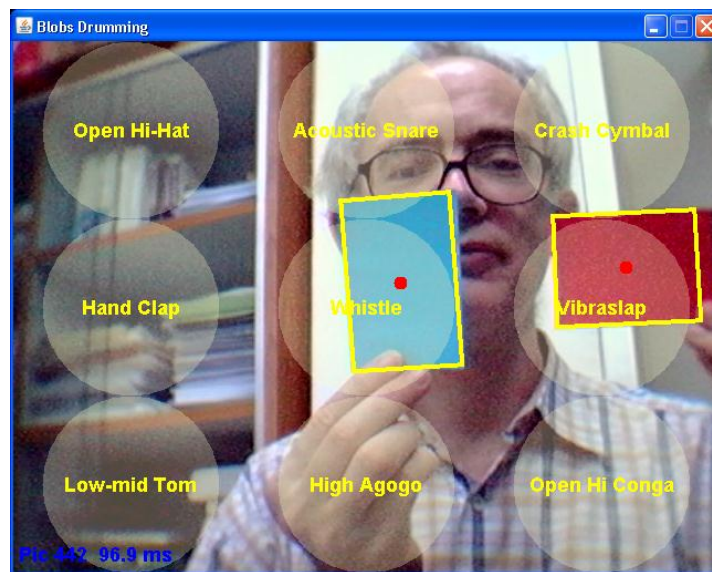 Blobs Drumming
Open Hi-Hat
Acoustic Snare
Crash Cymbal
Hand Clap
Whistle
Vibraslap
Low-mid Tom
High Agogo
Open Hi Conga
Pic 442 96.9 ms